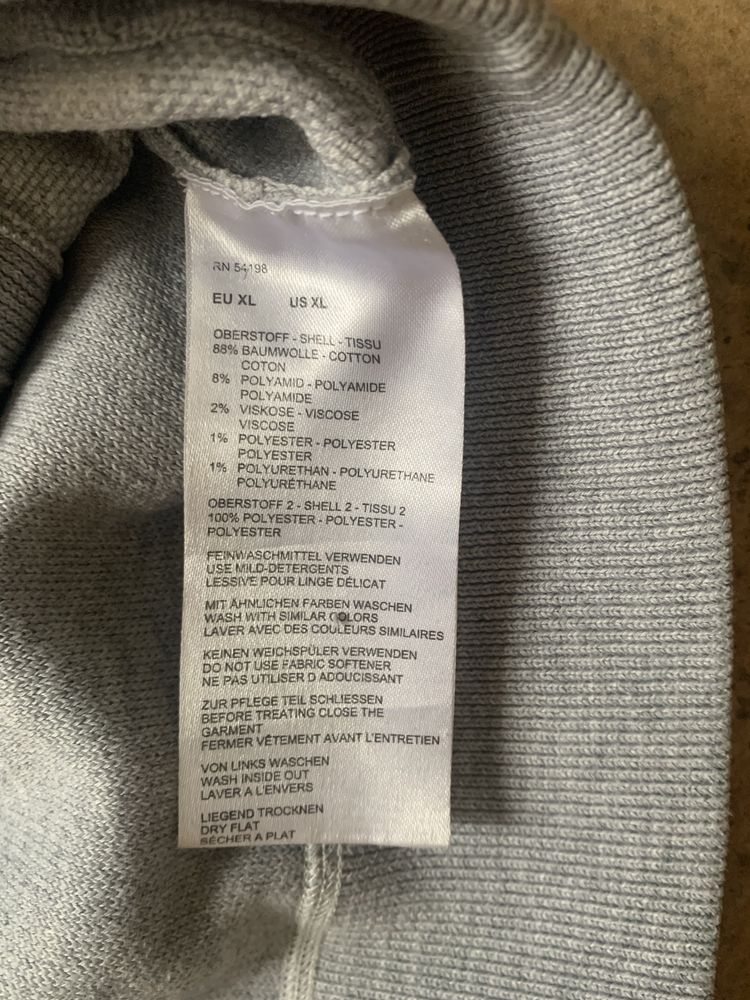 RN 54198
EU XL US XL
OBERSTOFF - SHELL - TISSU
88% BAUMWOLLE - COTTON
COTON
8% POLYAMID - POLYAMIDE
POLYAMIDE
2% VISKOSE - VISCOSE
VISCOSE
1% POLYESTER - POLYESTER
POLYESTER
1% POLYURETHAN - POLYURETHANE
POLYURÉTHANE
OBERSTOFF 2 - SHELL 2 - TISSU 2
100% POLYESTER - POLYESTER -
POLYESTER
FEINWASCHMITTEL VERWENDEN
USE MILD-DETERGENTS
LESSIVE POUR LINGE DÉLICAT
MIT ÄHNLICHEN FARBEN WASCHEN
WASH WITH SIMILAR COLORS
LAVER AVEC DES COULEURS SIMILAIRES
KEINEN WEICHSPÜLER VERWENDEN
DO NOT USE FABRIC SOFTENER
NE PAS UTILISER D ADOUCISSANT
ZUR PFLEGE TEIL SCHLIESSEN
BEFORE TREATING CLOSE THE
GARMENT
FERMER VÊTEMENT AVANT L'ENTRETIEN
VON LINKS WASCHEN
WASH INSIDE OUT
LAVER A L'ENVERS
LIEGEND TROCKNEN
DRY FLAT
SÉCHER A PLAT